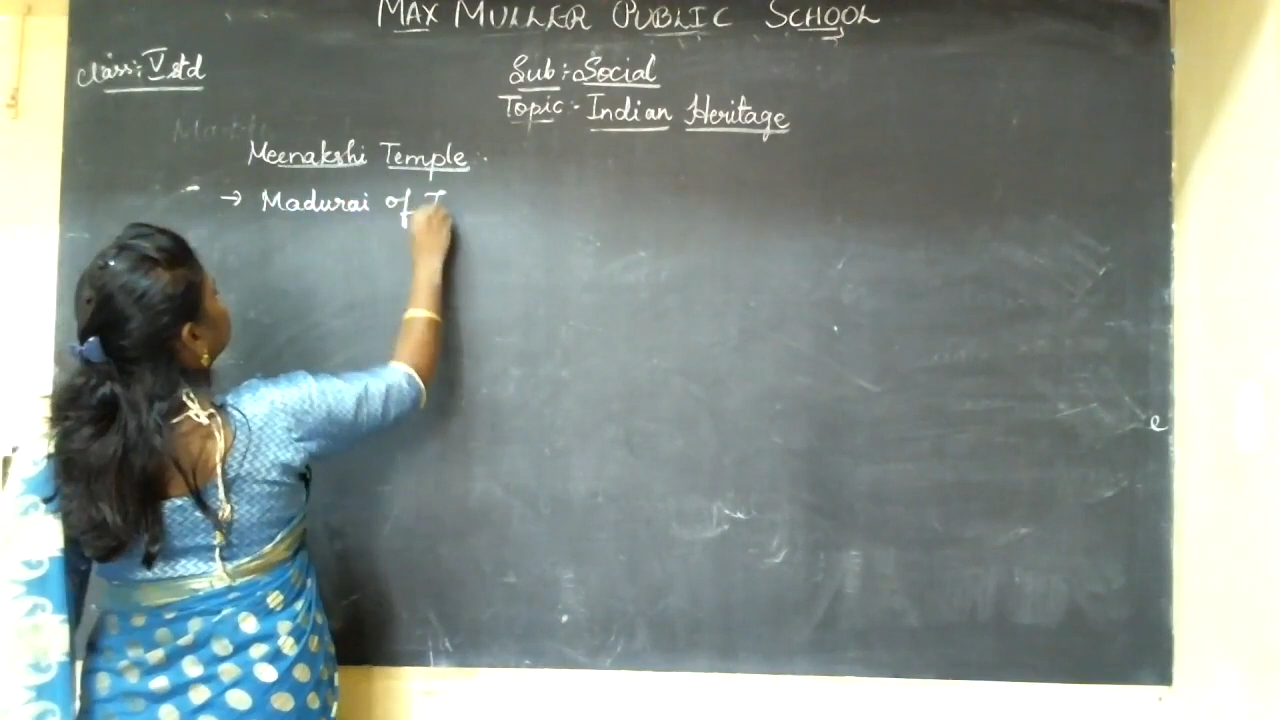 MAX MULLER PUBLIC SCHOOL
Class: V std
Sub:- Social
Topic:- Indian Heritage
Meenakshi Temple:-
→ Madurai of T